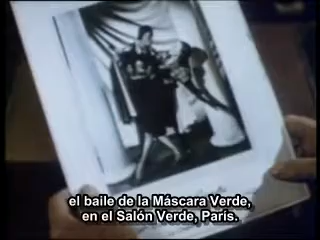 el baile de la Máscara Verde,
en el Salón Verde, París.